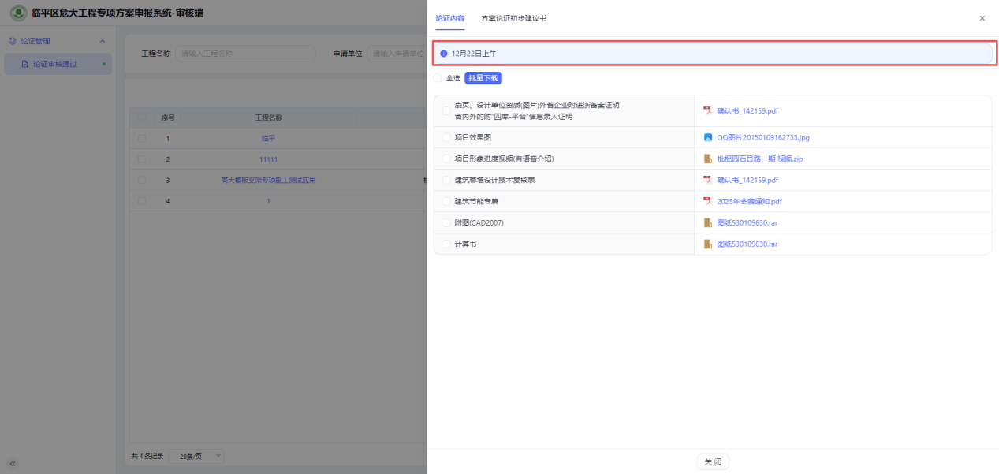 临平区危大工程专项方案申报系统-审核端
论证管理
论证审核通过
工程名称 请输入工程名称 申请单位 请输入申请单位
序号 工程名称
1 临平
2 11111
3 高大模板支架专项施工测试应用
4 1
共 4 条记录 20条/页
论证内容 方案论证初步建议书
12月22日上午
全选 批量下载
扉页、设计单位资质(图片)外省企业附进浙备案证明
省内外的附"四库-平台"信息录入证明
确认书_142159.pdf
项目效果图 QQ图片20150109162733.jpg
项目形象进度视频(有语音介绍) 枇杷园石目路一期 视频.zip
建筑幕墙设计技术复核表 确认书_142159.pdf
建筑节能专篇 2025年会费通知.pdf
附图(CAD2007) 图纸530109630.rar
计算书 图纸530109630.rar
关 闭